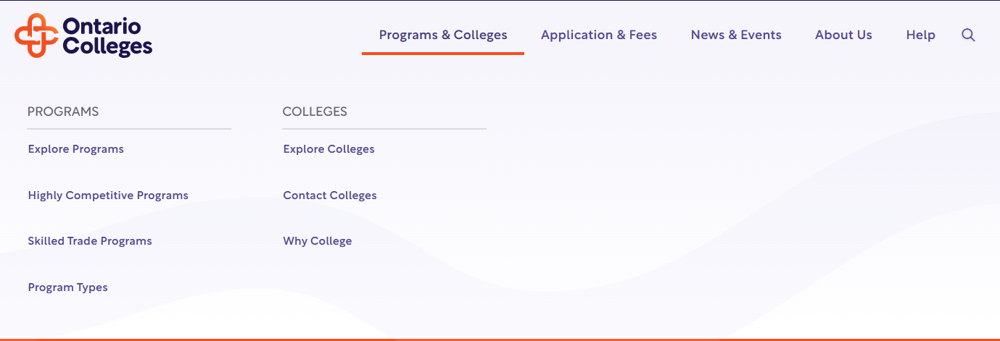 Ontario
Colleges
Programs & Colleges
Application & Fees
News & Events
About Us
Help
PROGRAMS
Explore Programs
Highly Competitive Programs
Skilled Trade Programs
Program Types
COLLEGES
Explore Colleges
Contact Colleges
Why College